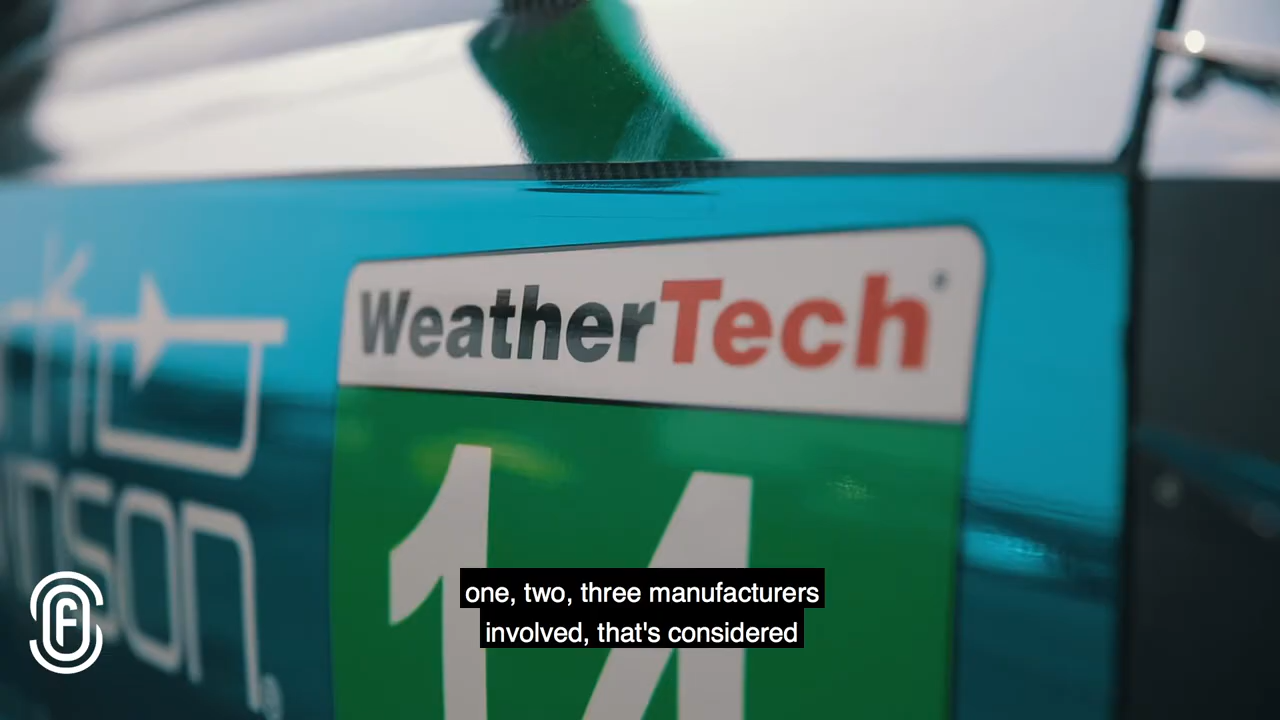 WeatherTech
14
one, two, three manufacturers
involved, that's considered